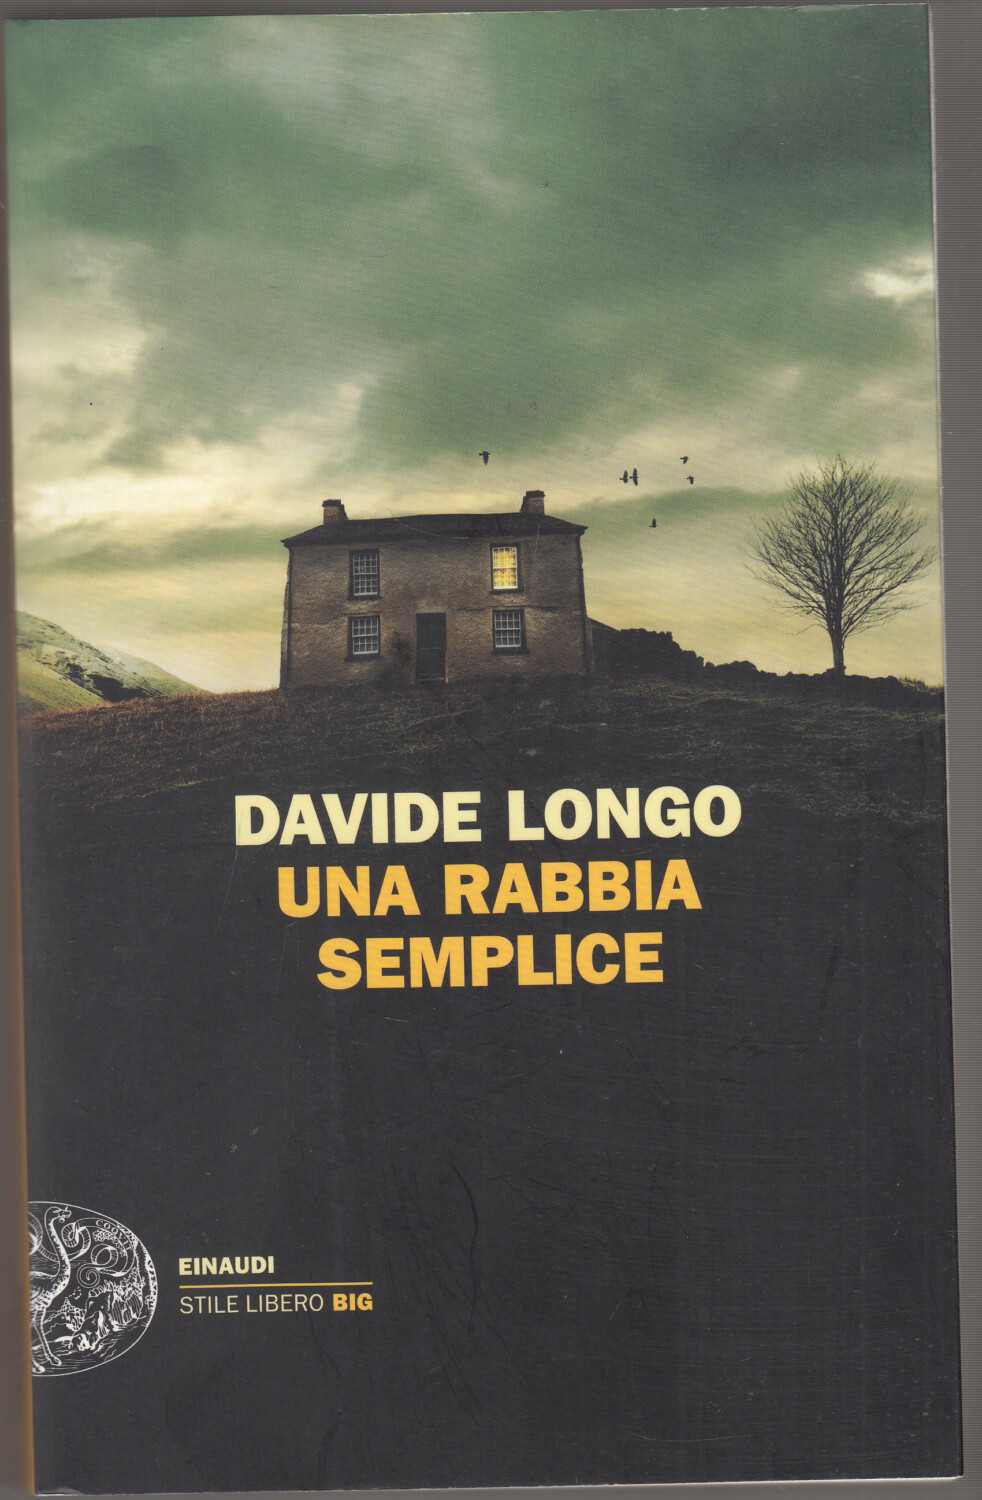 DAVIDE LONGO
UNA RABBIA
SEMPLICE
EINAUDI
STILE LIBERO BIG